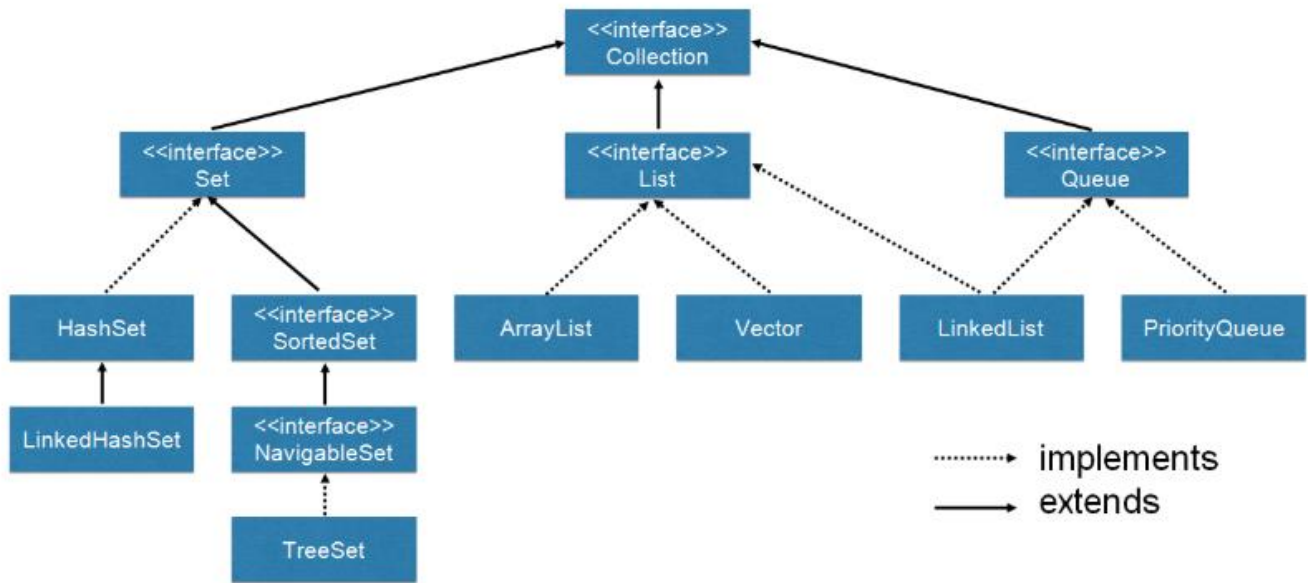 <<interface>>
Collection
<<interface>>
Set
<<interface>>
List
<<interface>>
Queue
HashSet
<<interface>>
SortedSet
ArrayList
Vector
LinkedList
PriorityQueue
LinkedHashSet
<<interface>>
NavigableSet
TreeSet
implements
extends